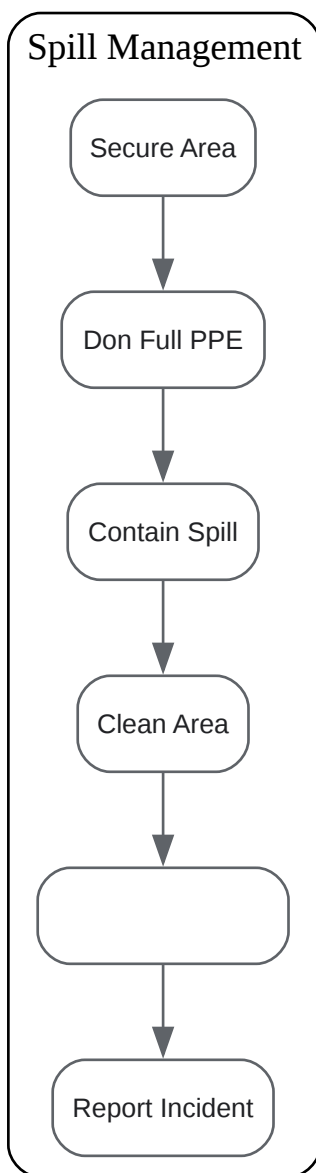 Spill Management
Secure Area
Don Full PPE
Contain Spill
Clean Area
Report Incident